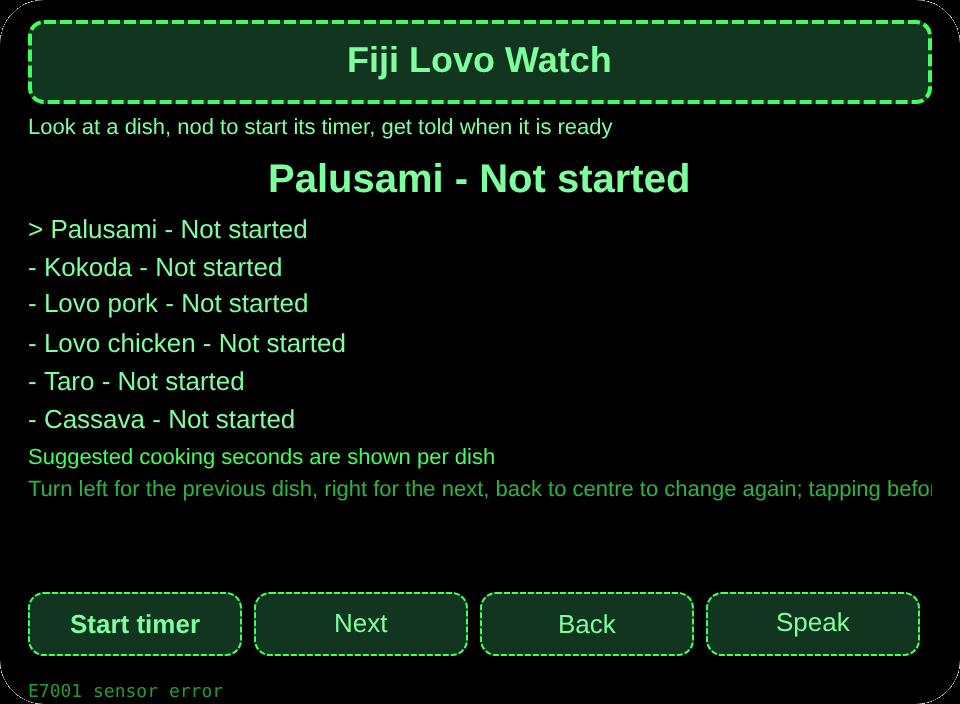 Fiji Lovo Watch
Look at a dish, nod to start its timer, get told when it is ready
Palusami - Not started
> Palusami - Not started
- Kokoda - Not started
- Lovo pork - Not started
- Lovo chicken - Not started
- Taro - Not started
- Cassava - Not started
Suggested cooking seconds are shown per dish
Turn left for the previous dish, right for the next, back to centre to change again; tapping
Start timer
Next
Back
Speak
E7001 sensor error